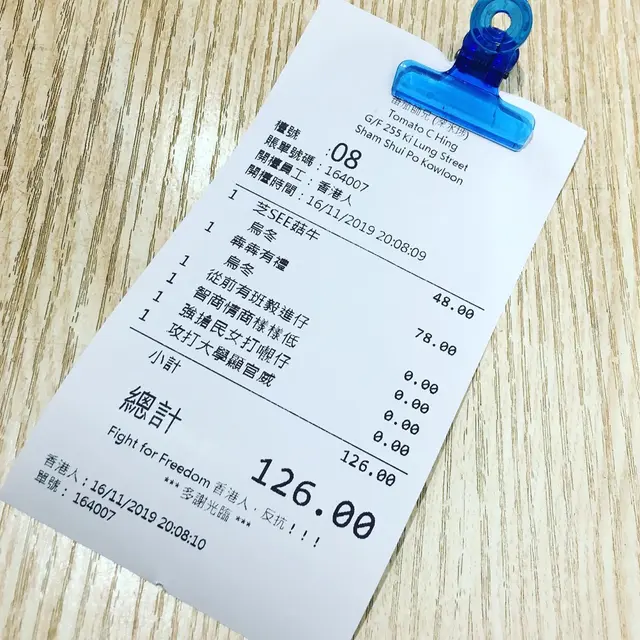 Tomato C Hing
G/F 255 Ki Lung Street
Sham Shui Po Kowloon
檯號 : 08
賬單號碼 : 164007
開檯員工 : 香港人
開檯時間 : 16/11/2019 20:08:09
1 芝SEE菇牛 48.00
烏冬
1 犇犇有禮 78.00
烏冬
1 從前有班毅進仔 0.00
1 智商情商樣樣低 0.00
1 強搶民女打嗰仔 0.00
1 攻打大學顯官威 0.00
小計 126.00
總計 126.00
Fight for Freedom 香港人，反抗！！！
*** 多謝光臨 ***
香港人 : 16/11/2019 20:08:10
單號 : 164007